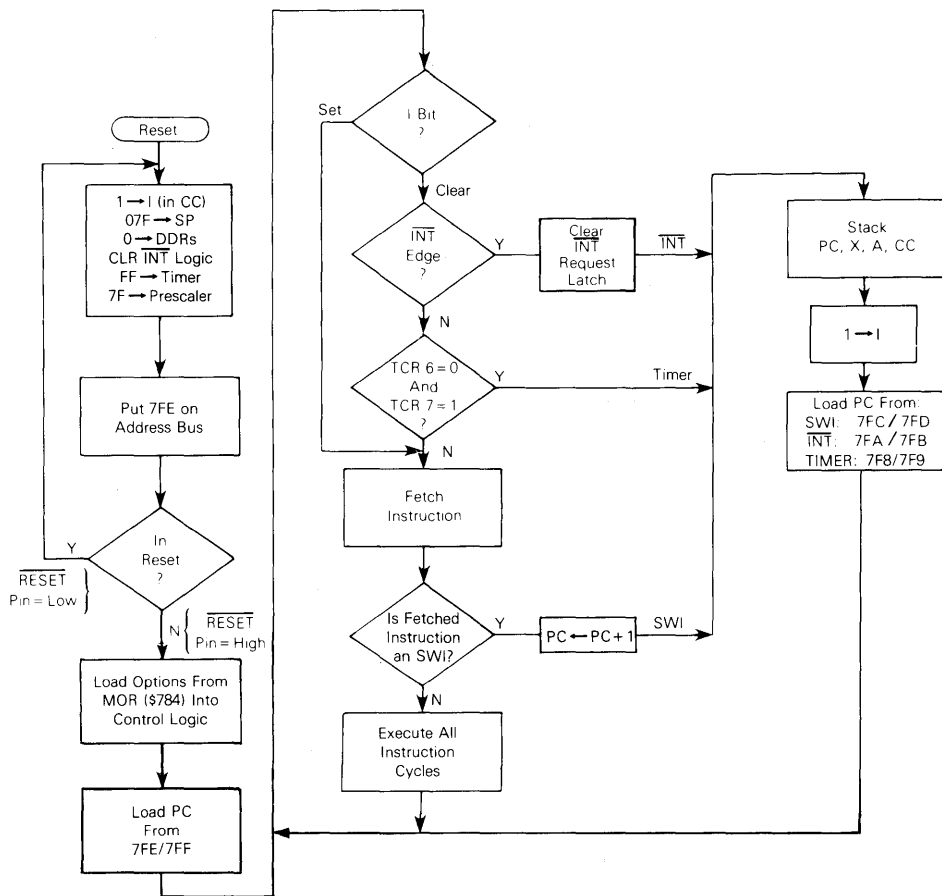 Reset
1→I (in CC)
07F→SP
0→DDRs
CLR INT Logic
FF→Timer
7F→Prescaler
Put 7FE on
Address Bus
In
Reset
?
Y
RESET
Pin = Low
N
RESET
Pin = High
Load Options From
MOR ($784) Into
Control Logic
Load PC
From
7FE/7FF
I Bit
?
Set
Clear
INT
Edge
?
Y
Clear
INT
Request
Latch
INT
N
TCR 6 = 0
And
TCR 7 = 1
?
Y
Timer
N
Fetch
Instruction
Is Fetched
Instruction
an SWI?
Y
PC←PC + 1
SWI
N
Execute All
Instruction
Cycles
Stack
PC, X, A, CC
1→I
Load PC From:
SWI: 7FC/7FD
INT: 7FA/7FB
TIMER: 7F8/7F9